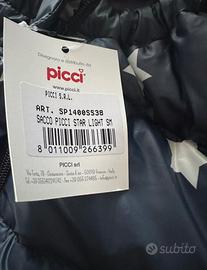 Disegnato e distribuito da
picci
www.picci.it
PICCI S.R.L.
ART. SP1400SS3B
SACCO PICCI STAR LIGHT SM
8 011009 266399
PICCI srl
subito